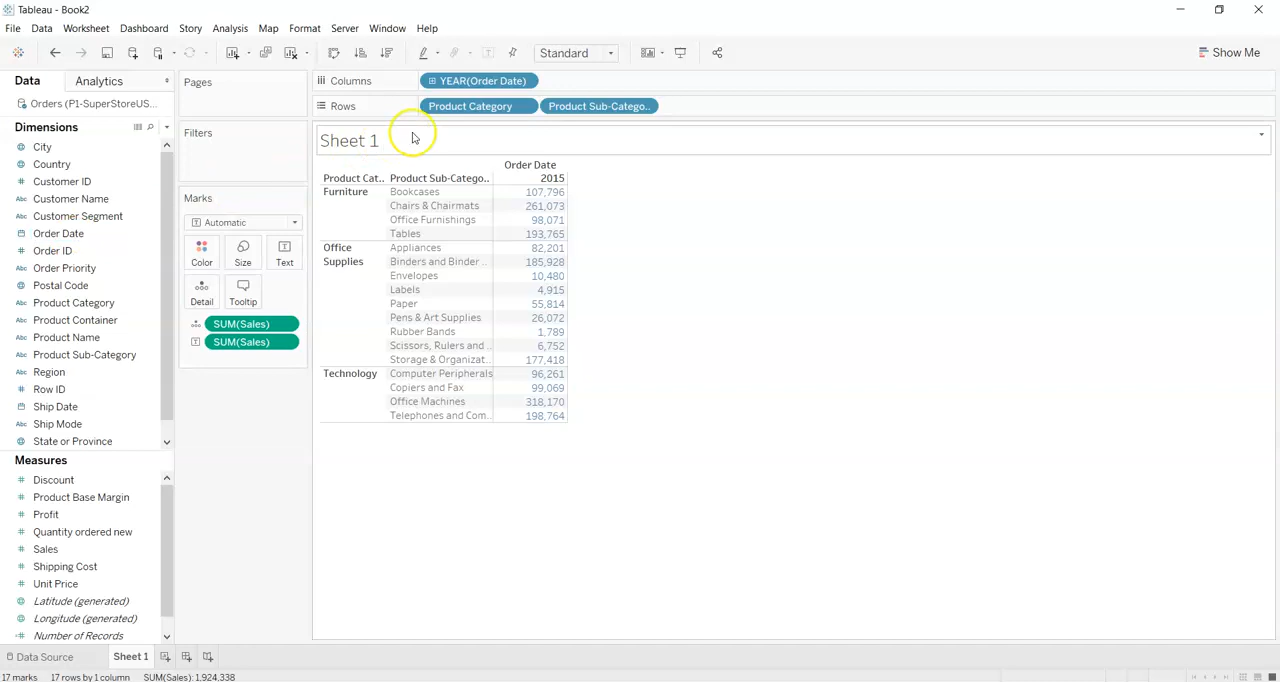 Tableau - Book2
File Data Worksheet Dashboard Story Analysis Map Format Server Window Help
Standard
Show Me
Data Analytics
Orders (P1-SuperStoreUS...
Dimensions
City
Country
Customer ID
Abc Customer Name
Abc Customer Segment
Order Date
Order ID
Abc Order Priority
Postal Code
Abc Product Category
Abc Product Container
Abc Product Name
Abc Product Sub-Category
Abc Region
Row ID
Ship Date
Abc Ship Mode
State or Province
Measures
Discount
Product Base Margin
Profit
Quantity ordered new
Sales
Shipping Cost
Unit Price
Latitude (generated)
Longitude (generated)
Number of Records
Pages
Filters
Marks
Automatic
Color Size Text
Detail Tooltip
SUM(Sales)
SUM(Sales)
Columns YEAR(Order Date)
Rows Product Category Product Sub-Catego..
Sheet 1
Order Date
Product Cat.. Product Sub-Catego.. 2015
Furniture Bookcases 107,796
Chairs & Chairmats 261,073
Office Furnishings 98,071
Tables 193,765
Office Appliances 82,201
Supplies Binders and Binder .. 185,928
Envelopes 10,480
Labels 4,915
Paper 55,814
Pens & Art Supplies 26,072
Rubber Bands 1,789
Scissors, Rulers and .. 6,752
Storage & Organizat.. 177,418
Technology Computer Peripherals 96,261
Copiers and Fax 99,069
Office Machines 318,170
Telephones and Com.. 198,764
Data Source Sheet 1
17 marks 17 rows by 1 column SUM(Sales): 1,924,338